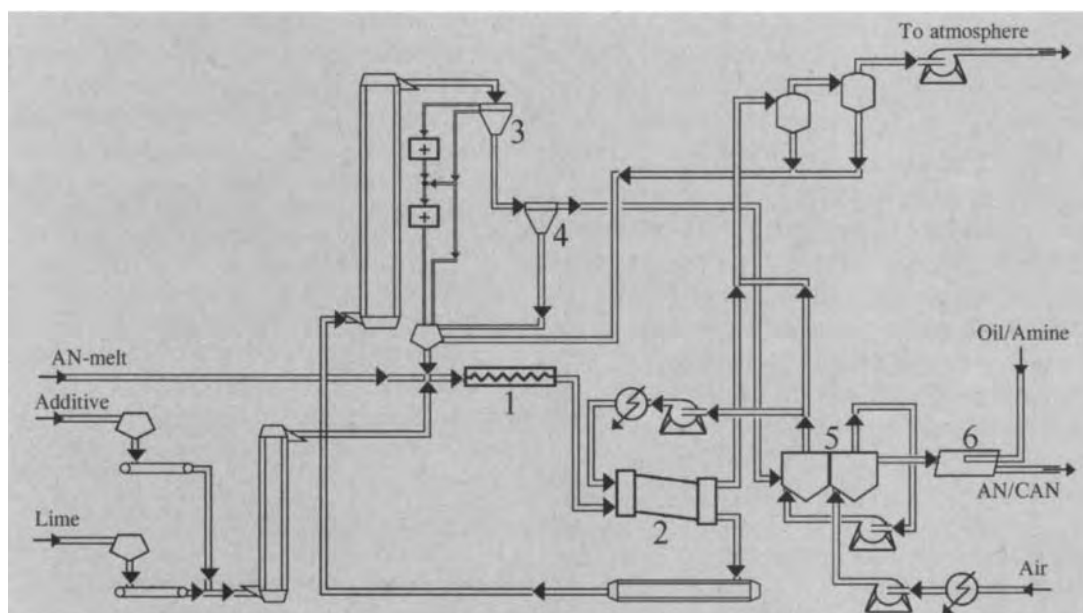 To atmosphere
3
4
AN-melt
Oil/Amine
1
Additive
5
6
AN/CAN
Lime
2
Air